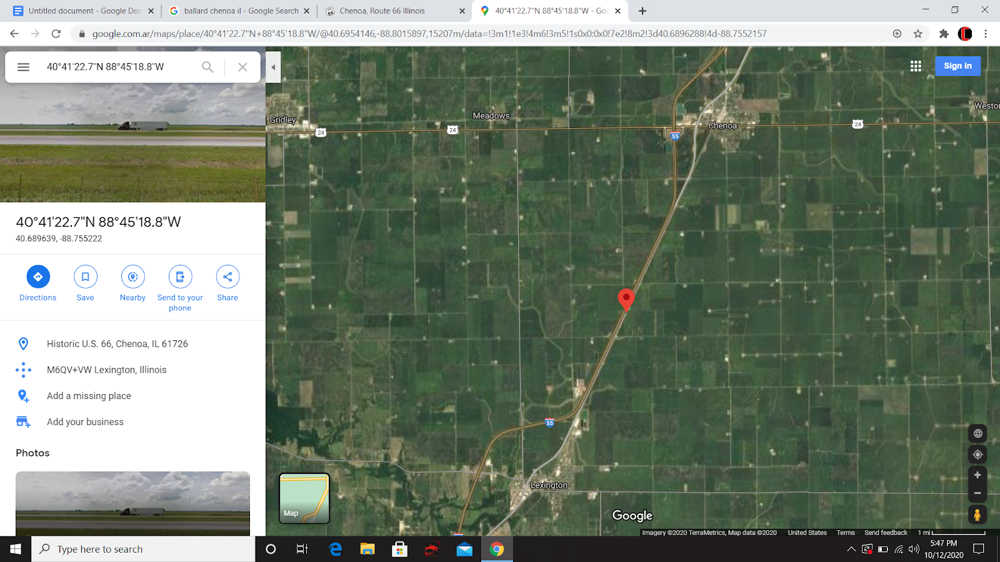 Untitled document - Google Doc
ballard chenoa il - Google Search
Chenoa, Route 66 Illinois
40°41'22.7"N 88°45'18.8"W - Goo
google.com.ar/maps/place/40°41'22.7"N+88°45'18.8"W/@40.6954146,-88.8015897,15207m/data=!3m1!1e3!4m6!3m5!1s0x0:0x0!7e2!8m2!3d40.6896288!4d-88.7552157
40°41'22.7"N 88°45'18.8"W
Sign in
Gridley
Meadows
Chenoa
Westo
24
24
24
55
40°41'22.7"N 88°45'18.8"W
40.689639, -88.755222
Directions
Save
Nearby
Send to your
phone
Share
Historic U.S. 66, Chenoa, IL 61726
M6QV+VW Lexington, Illinois
Add a missing place
Add your business
Photos
55
Lexington
Map
Google
Imagery ©2020 TerraMetrics, Map data ©2020 United States Terms Send feedback 1 mi
Type here to search
5:47 PM
10/12/2020